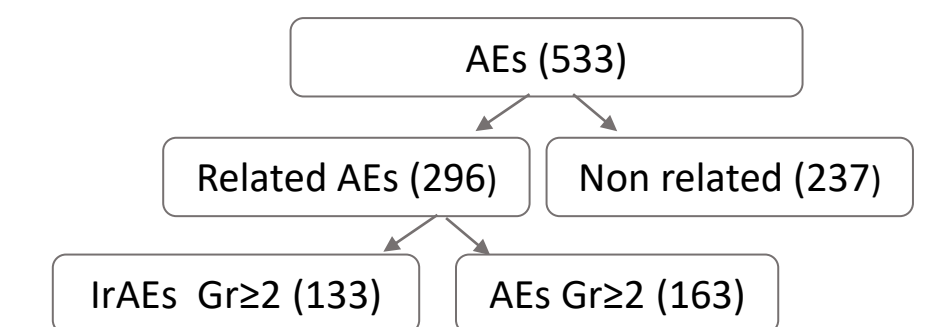 AEs (533)
Related AEs (296)
Non related (237)
IrAEs Gr≥2 (133)
AEs Gr≥2 (163)